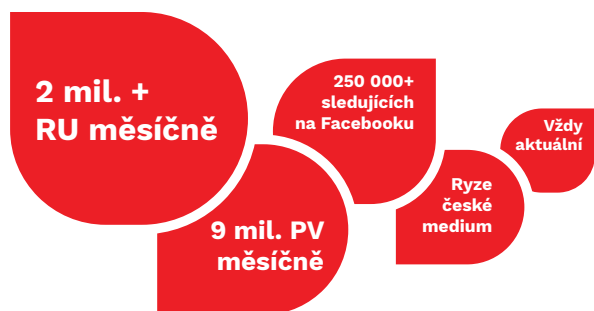 2 mil. +
RU měsíčně
9 mil. PV
měsíčně
250 000+
sledujících
na Facebooku
Ryze
české
medium
Vždy
aktuální